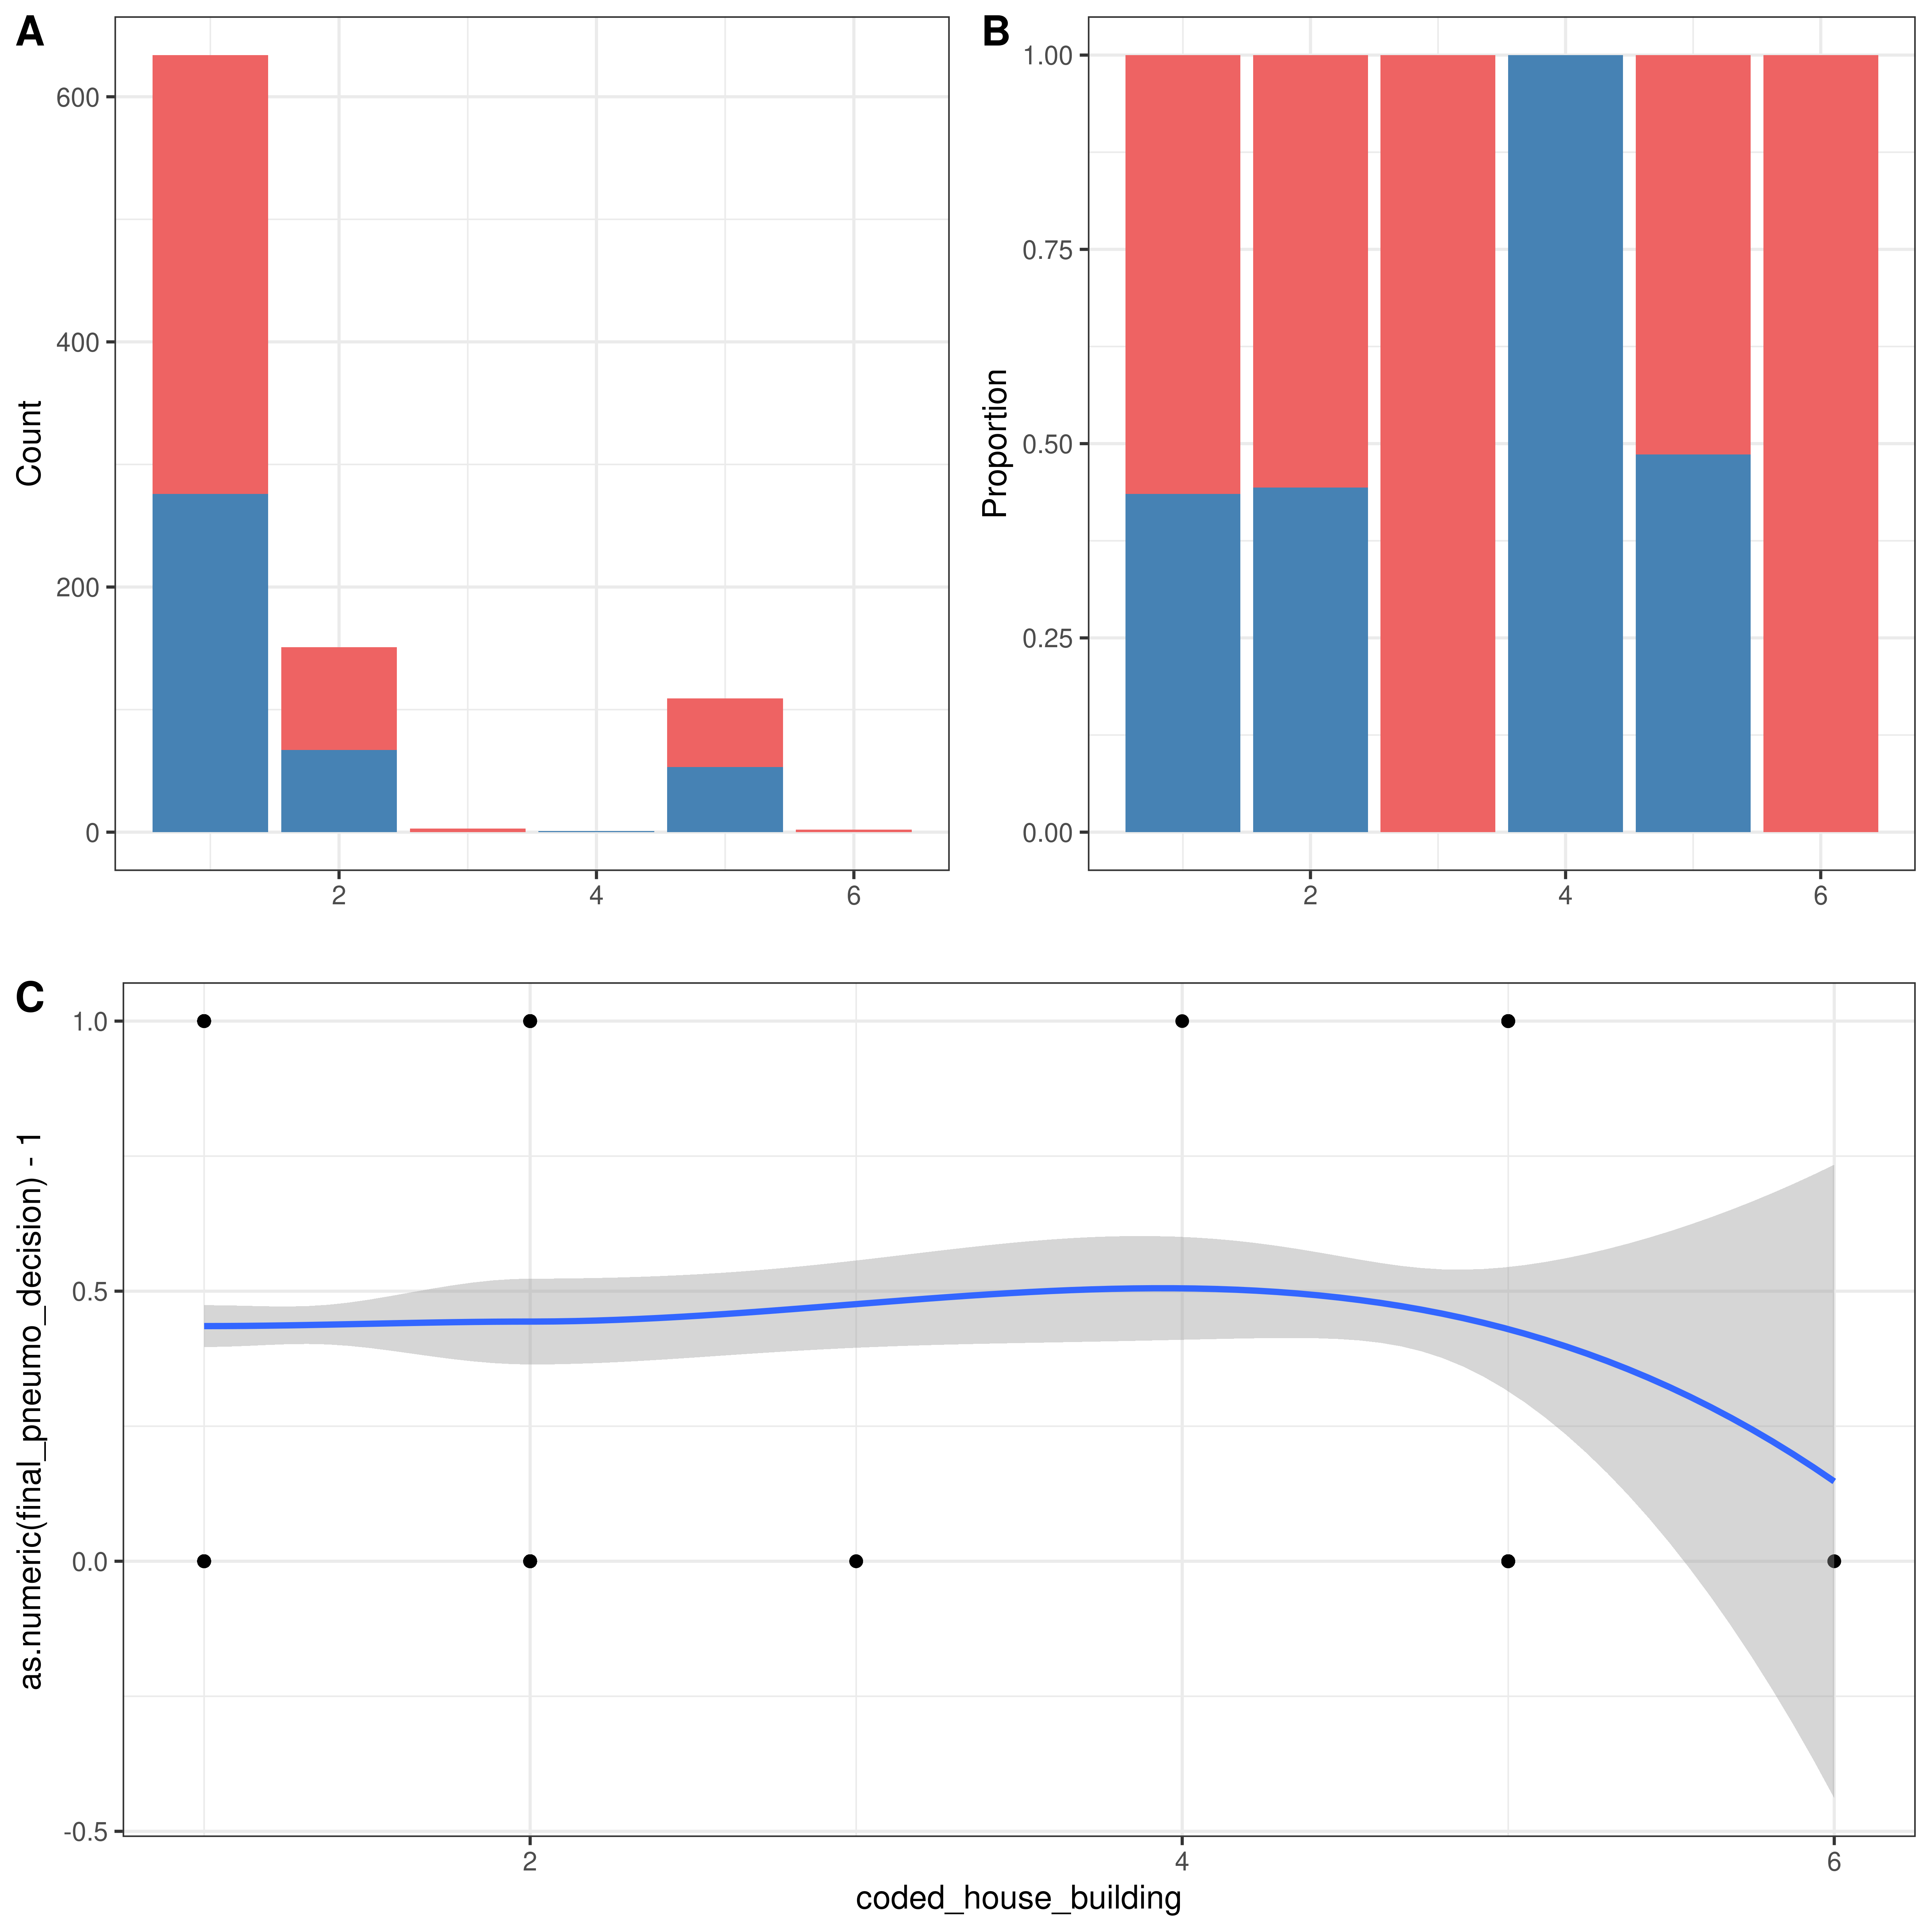 A
Count
600
400
200
0
2 4 6
B
Proportion
1.00
0.75
0.50
0.25
0.00
2 4 6
C
as.numeric(final_pneumo_decision) - 1
1.0
0.5
0.0
-0.5
2 4 6
coded_house_building